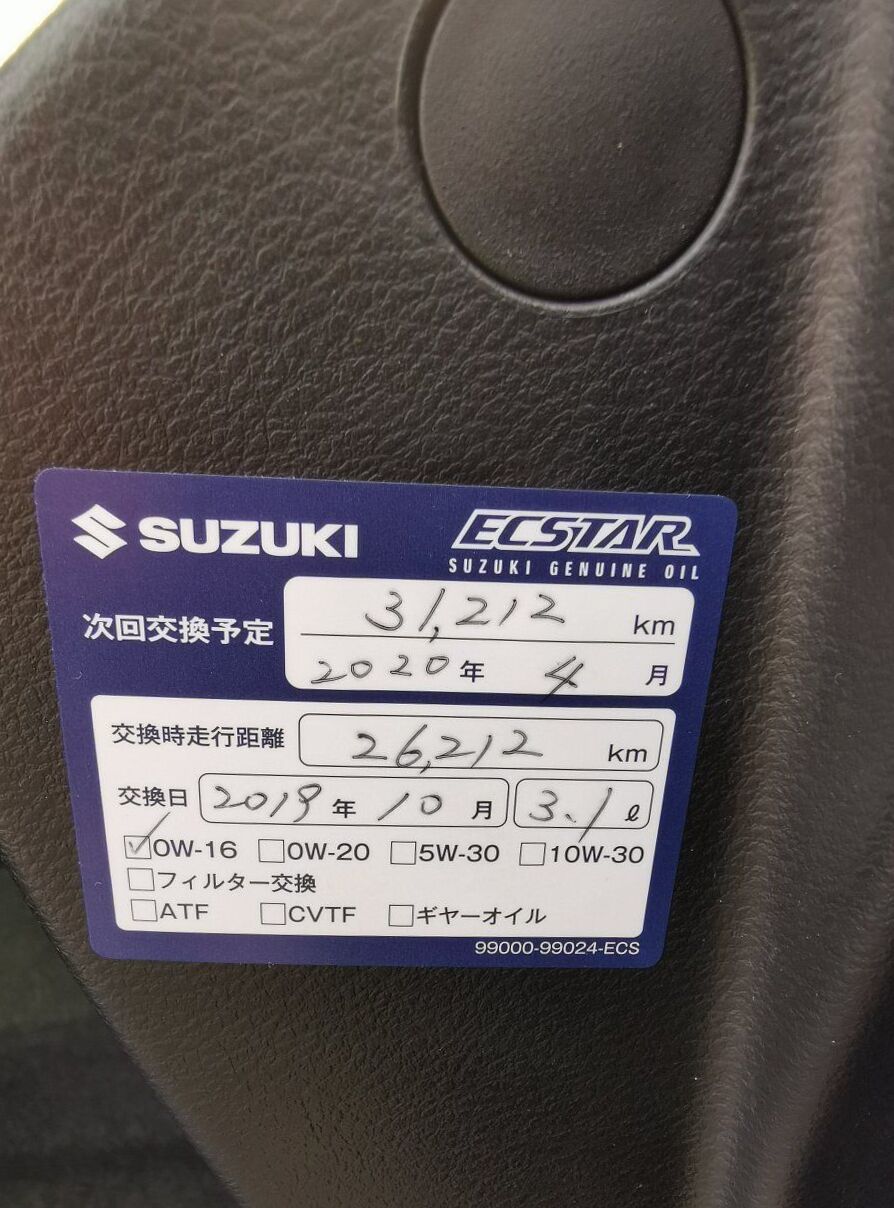 SUZUKI ECSTAR
SUZUKI GENUINE OIL
次回交換予定 31,212 km
2020年 4月
交換時走行距離 26,212 km
交換日 2019年 10月 3.1ℓ
☑0W-16 □0W-20 □5W-30 □10W-30
□フィルター交換
□ATF □CVTF □ギヤーオイル
99000-99024-ECS